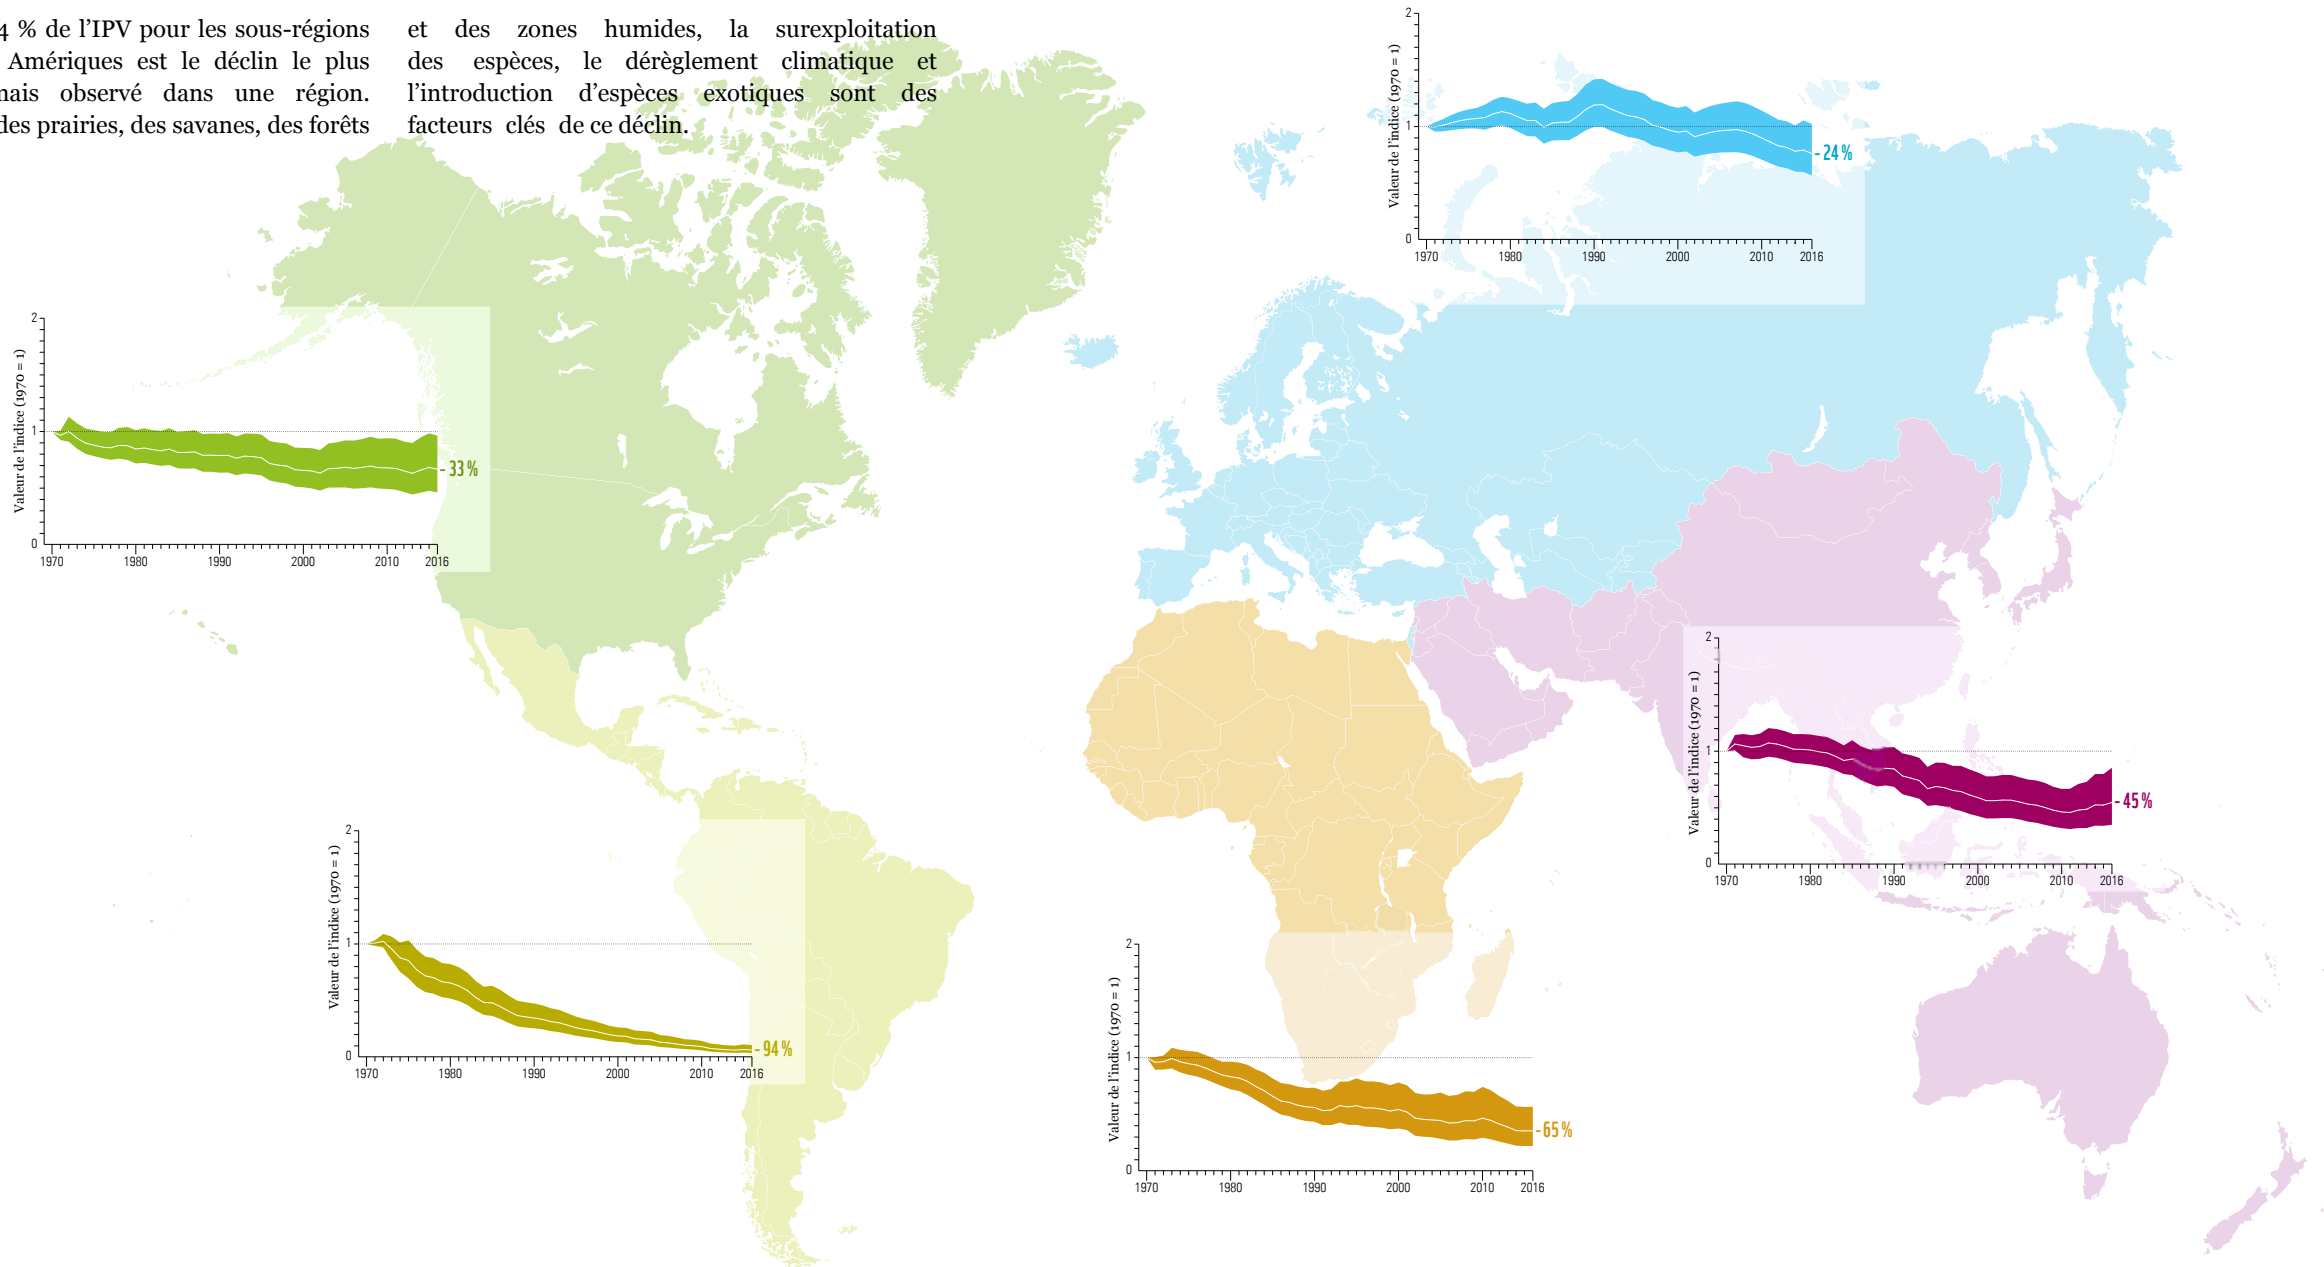 4 % de l’IPV pour les sous-régions
Amériques est le déclin le plus
mais observé dans une région.
des prairies, des savanes, des forêts
et des zones humides, la surexploitation
des espèces, le dérèglement climatique et
l’introduction d’espèces exotiques sont des
facteurs clés de ce déclin.
Valeur de l’indice (1970 = 1)
2
1
0
1970 1980 1990 2000 2010 2016
- 24 %
Valeur de l’indice (1970 = 1)
2
1
0
1970 1980 1990 2000 2010 2016
- 33 %
Valeur de l’indice (1970 = 1)
2
1
0
1970 1980 1990 2000 2010 2016
- 45 %
Valeur de l’indice (1970 = 1)
2
1
0
1970 1980 1990 2000 2010 2016
- 94 %
Valeur de l’indice (1970 = 1)
2
1
0
1970 1980 1990 2000 2010 2016
- 65 %